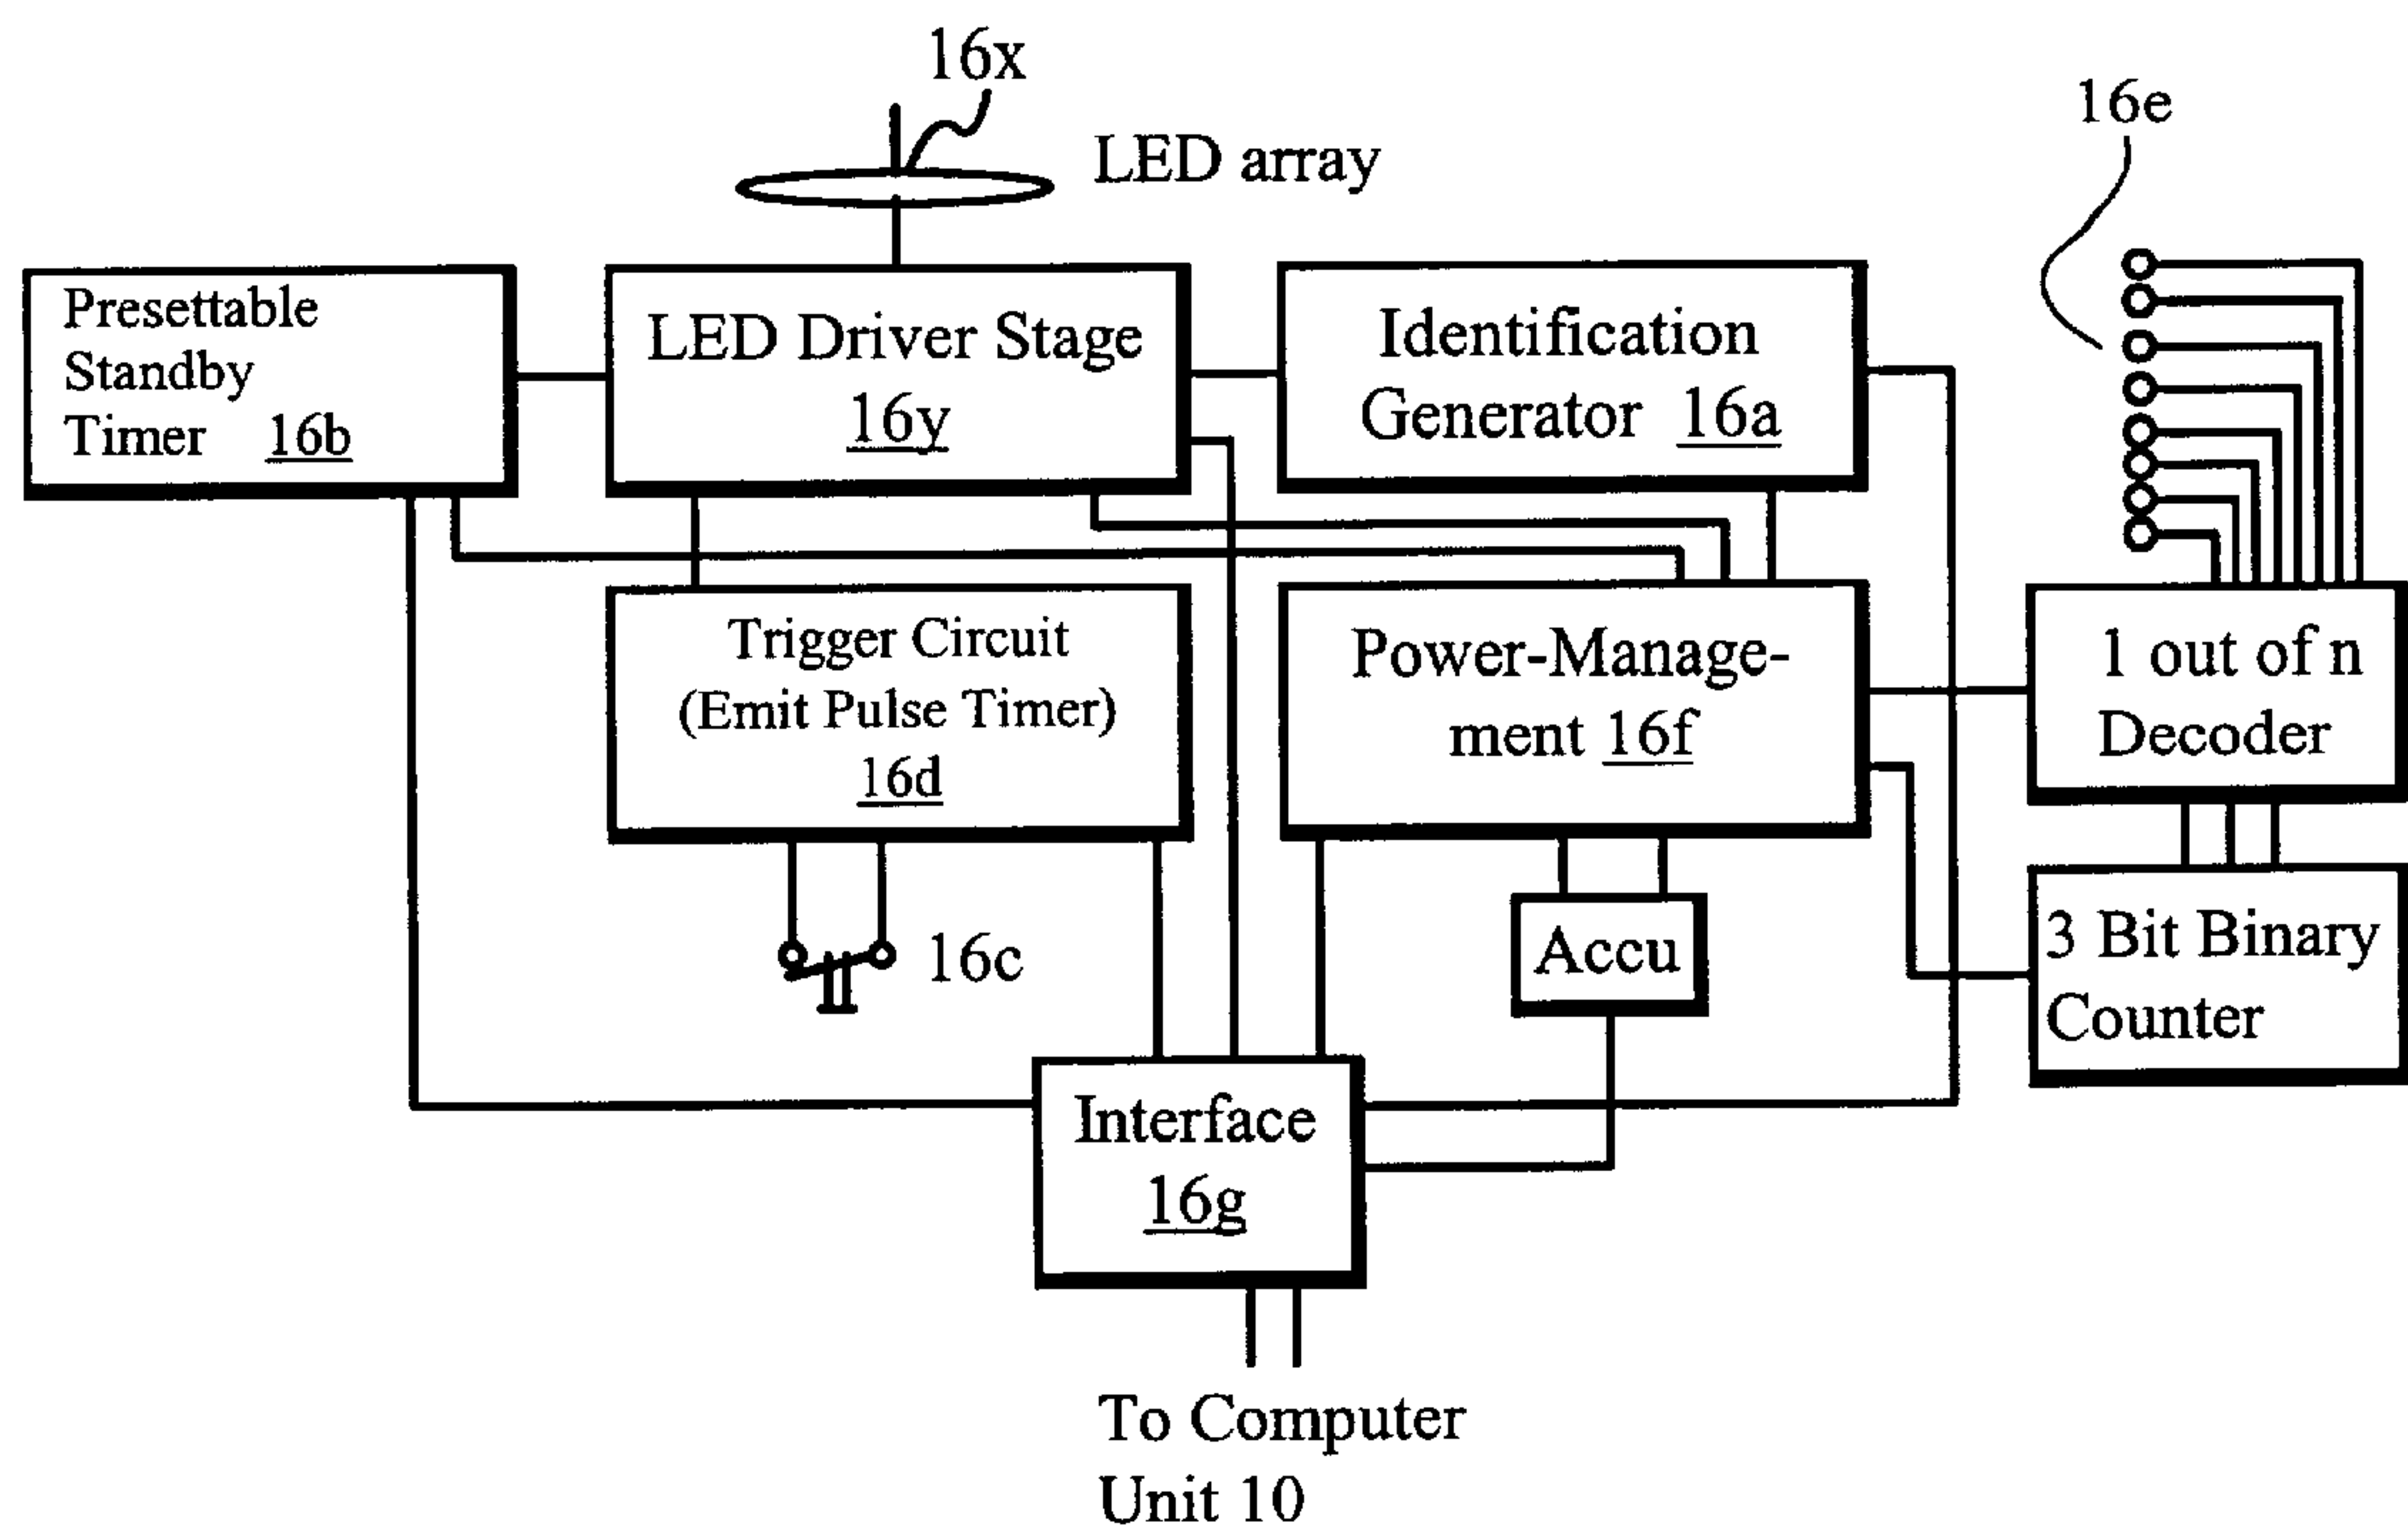 16x
LED array
16e
Presettable
Standby
Timer 16b
LED Driver Stage
16y
Identification
Generator 16a
Trigger Circuit
(Emit Pulse Timer)
16d
Power-Manage-
ment 16f
1 out of n
Decoder
16c
Accu
3 Bit Binary
Counter
Interface
16g
To Computer
Unit 10